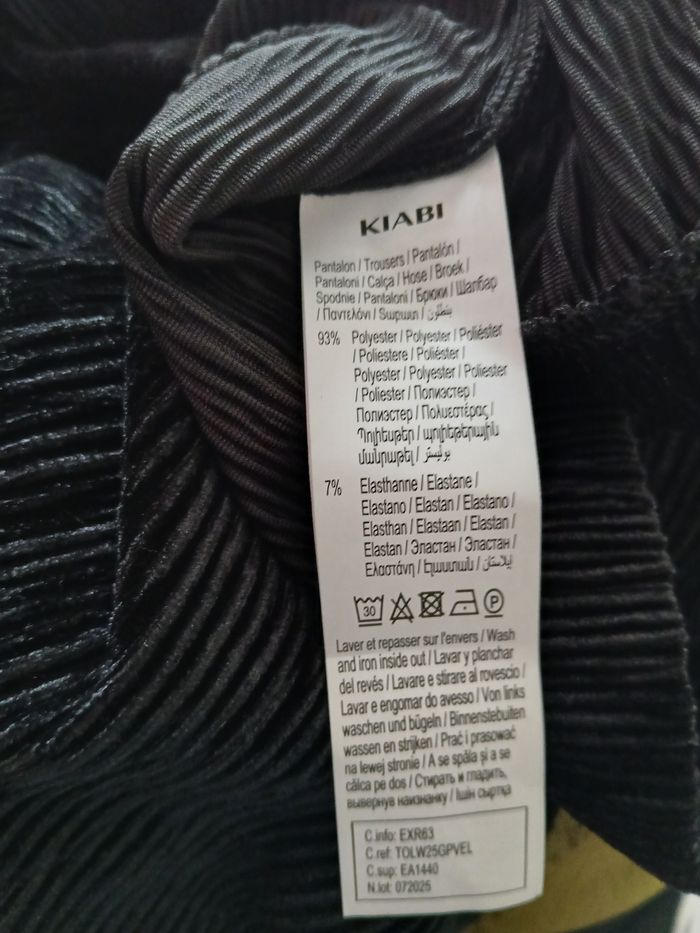 KIABI
Pantalon / Trousers / Pantalón /
Pantaloni / Calça / Hose / Broek /
Spodnie / Pantaloni / Брюки / Шалбар
/ Παντελόνι / Տաբատ / بنطلون
93% Polyester / Polyester / Poliéster
/ Poliestere / Poliéster /
Polyester / Polyester / Poliester
/ Poliester / Полиэстер /
Полиэстер / Πολυεστέρας /
Պոլիեսթեր / պոլիեթերային
մանրաթել / بوليستر
7% Elasthanne / Elastane /
Elastano / Elastan / Elastano /
Elasthan / Elastaan / Elastan /
Elastan / Эластан / Эластан /
Ελαστάνη / Էլաստան / إيلاستان
30 P
Laver et repasser sur l'envers / Wash
and iron inside out / Lavar y planchar
del revés / Lavare e stirare al rovescio /
Lavar e engomar do avesso / Von links
waschen und bügeln / Binnenstebuiten
wassen en strijken / Prać i prasować
na lewej stronie / A se spăla și a se
călca pe dos / Стирать и гладить,
вывернув наизнанку / Ішін сыртқа
C.info: EXR63
C.ref: TOLW25GPVEL
C.sup: EA1440
N.lot: 072025